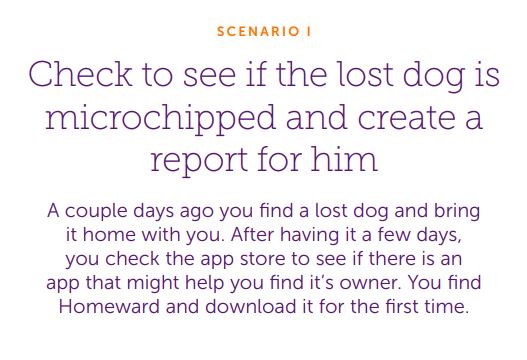 SCENARIO I
Check to see if the lost dog is
microchipped and create a
report for him
A couple days ago you find a lost dog and bring
it home with you. After having it a few days,
you check the app store to see if there is an
app that might help you find it’s owner. You find
Homeward and download it for the first time.